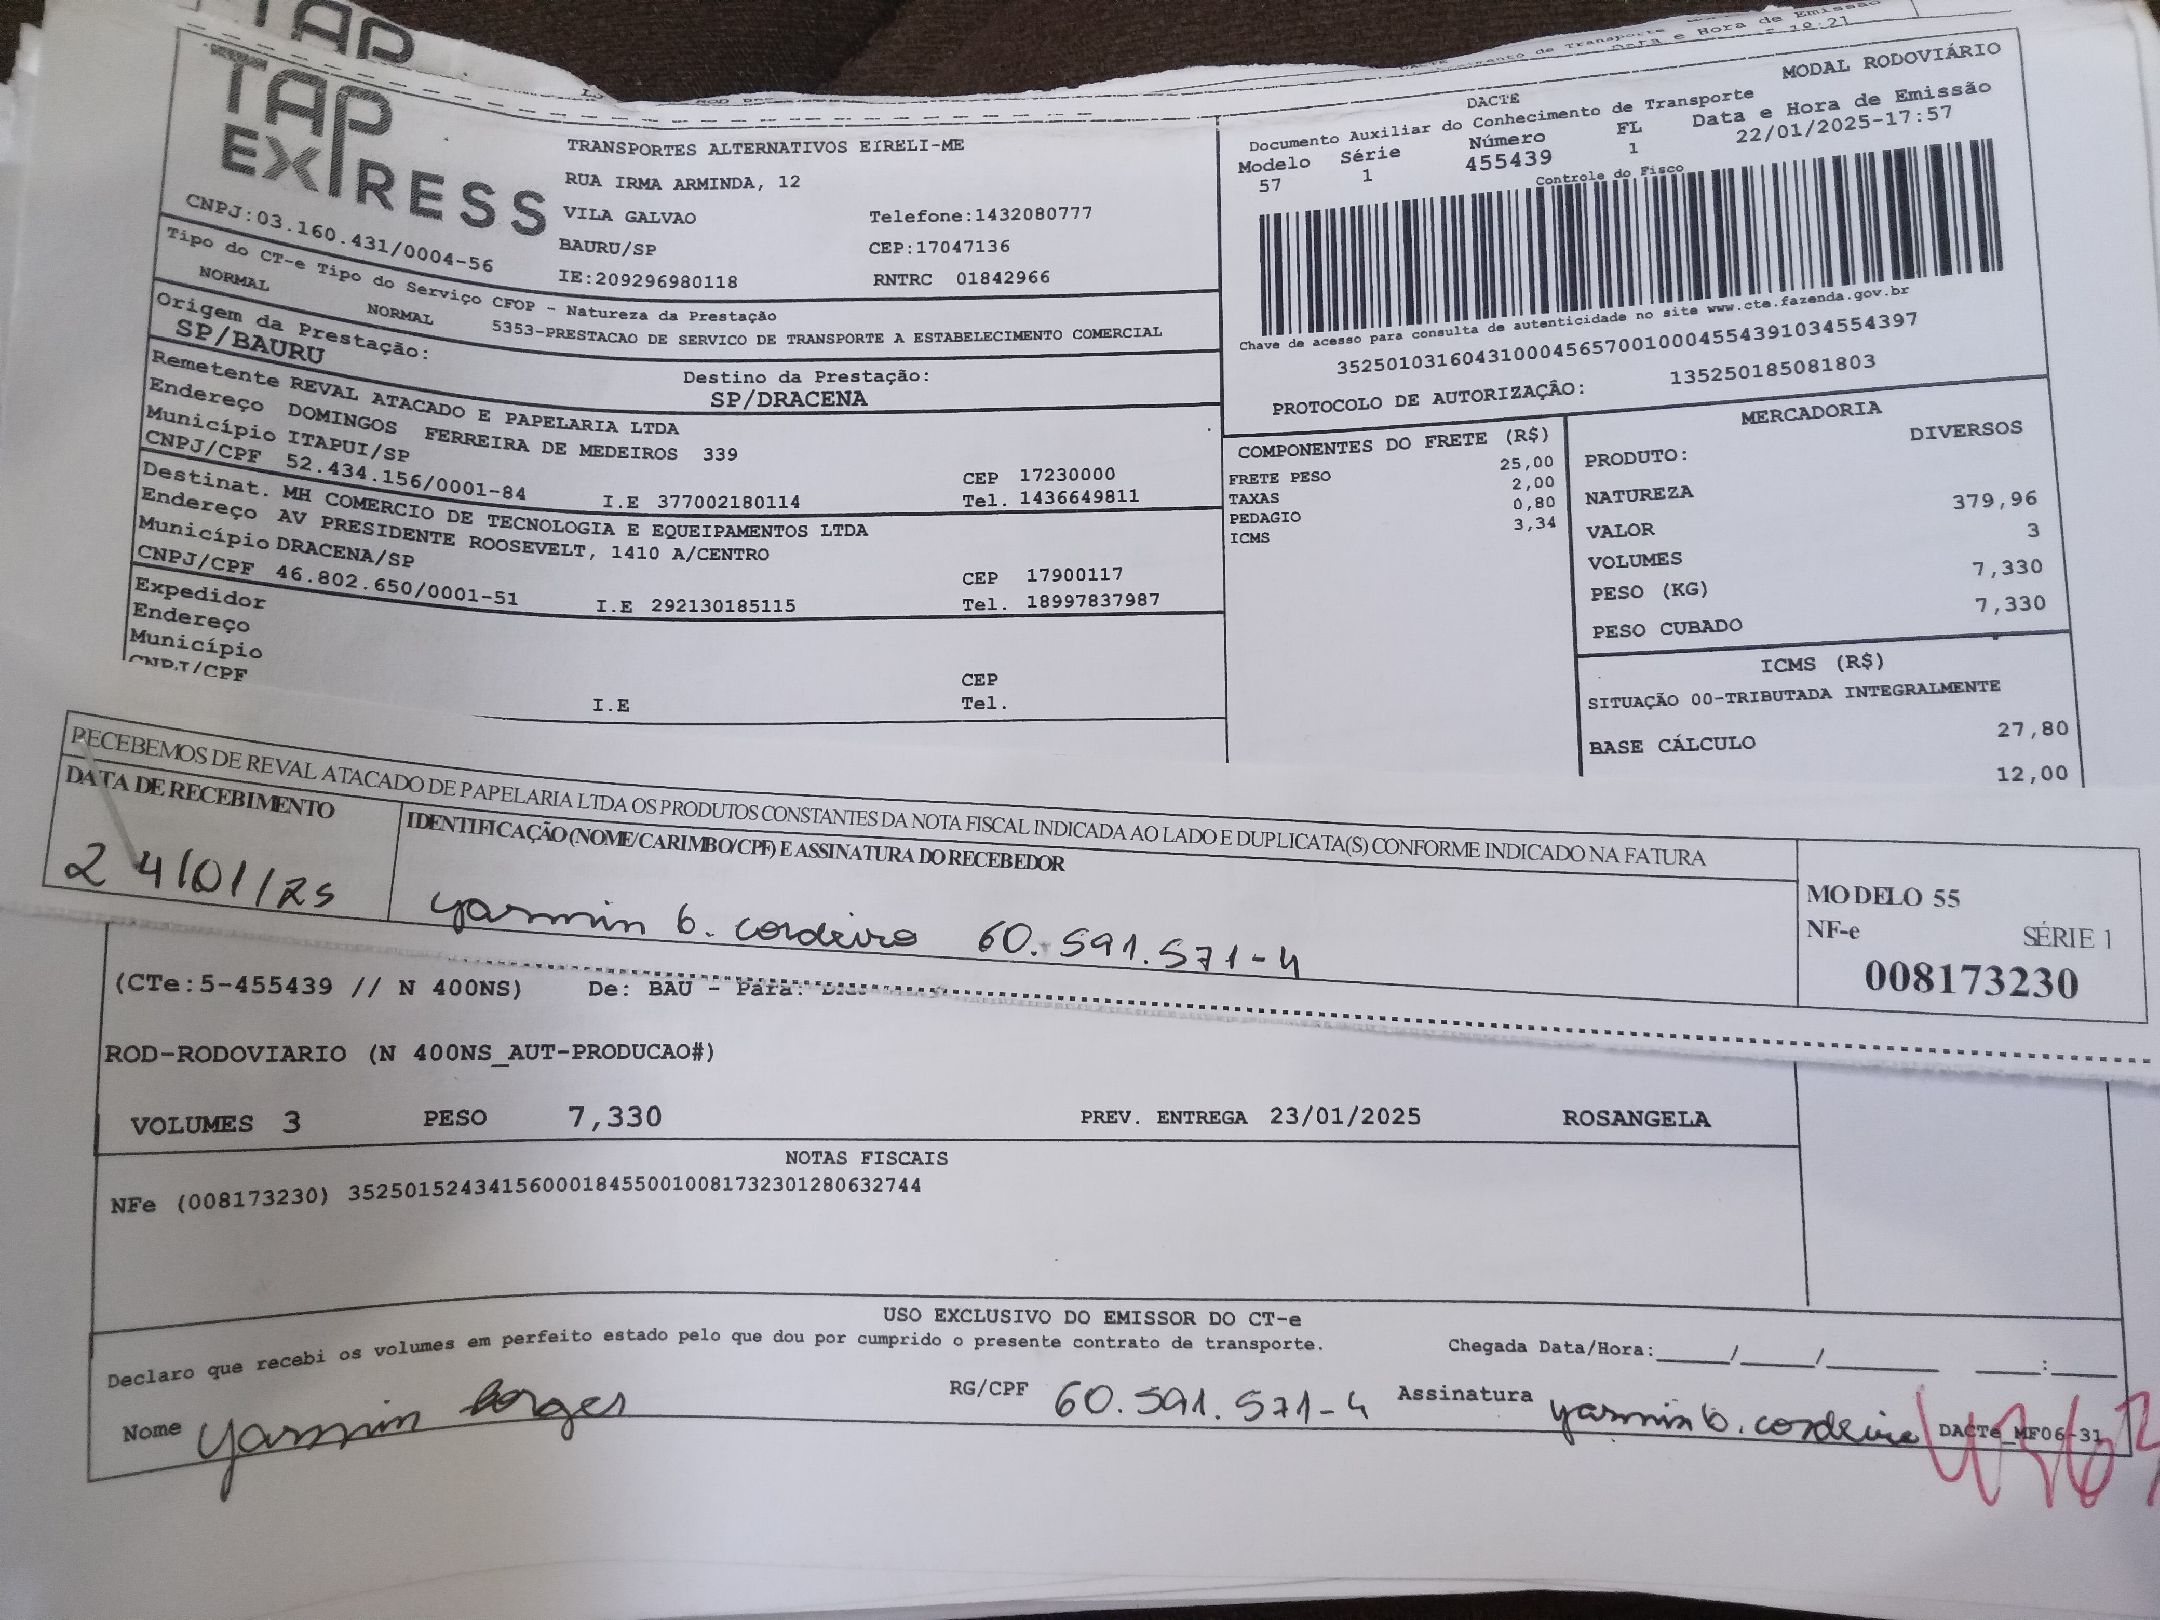 TAP
TAP
EXPRESS
CNPJ:03.160.431/0004-56
TRANSPORTES ALTERNATIVOS EIRELI-ME
RUA IRMA ARMINDA, 12
VILA GALVAO Telefone:1432080777
BAURU/SP CEP:17047136
IE:209296980118 RNTRC 01842966
Data e Hora de Emissão
MODAL RODOVIÁRIO
DACTE
Documento Auxiliar do Conhecimento de Transporte
Modelo Série Número FL Data e Hora de Emissão
57 1 455439 1 22/01/2025-17:57
Controle do Fisco
Chave de acesso para consulta de autenticidade no site www.cte.fazenda.gov.br
35250103160431000456570010004554391034554397
PROTOCOLO DE AUTORIZAÇÃO: 135250185081803
Tipo do CT-e Tipo do Serviço CFOP - Natureza da Prestação
NORMAL NORMAL 5353-PRESTACAO DE SERVICO DE TRANSPORTE A ESTABELECIMENTO COMERCIAL
Origem da Prestação: Destino da Prestação:
SP/BAURU SP/DRACENA
Remetente REVAL ATACADO E PAPELARIA LTDA
Endereço DOMINGOS FERREIRA DE MEDEIROS 339
Município ITAPUI/SP CEP 17230000
CNPJ/CPF 52.434.156/0001-84 I.E 377002180114 Tel. 1436649811
Destinat. MH COMERCIO DE TECNOLOGIA E EQUEIPAMENTOS LTDA
Endereço AV PRESIDENTE ROOSEVELT, 1410 A/CENTRO
Município DRACENA/SP CEP 17900117
CNPJ/CPF 46.802.650/0001-51 I.E 292130185115 Tel. 18997837987
Expedidor
Endereço
Município CEP
CNPJ/CPF I.E Tel.
COMPONENTES DO FRETE (R$)
FRETE PESO 25,00
TAXAS 2,00
PEDAGIO 0,80
ICMS 3,34
MERCADORIA
PRODUTO: DIVERSOS
NATUREZA
VALOR 379,96
VOLUMES 3
PESO (KG) 7,330
PESO CUBADO 7,330
ICMS (R$)
SITUAÇÃO 00-TRIBUTADA INTEGRALMENTE
BASE CÁLCULO 27,80
12,00
RECEBEMOS DE REVAL ATACADO DE PAPELARIA LTDA OS PRODUTOS CONSTANTES DA NOTA FISCAL INDICADA AO LADO E DUPLICATA(S) CONFORME INDICADO NA FATURA
DATA DE RECEBIMENTO IDENTIFICAÇÃO (NOME/CARIMBO/CPF) E ASSINATURA DO RECEBEDOR
24/01/25 yasmin b. cordeiro 60.591.571-4
MODELO 55
NF-e SÉRIE 1
008173230
(CTe:5-455439 // N 400NS) De: BAU - Para:
ROD-RODOVIARIO (N 400NS_AUT-PRODUCAO#)
VOLUMES 3 PESO 7,330 PREV. ENTREGA 23/01/2025 ROSANGELA
NOTAS FISCAIS
NFe (008173230) 35250152434156000184550010081732301280632744
USO EXCLUSIVO DO EMISSOR DO CT-e
Declaro que recebi os volumes em perfeito estado pelo que dou por cumprido o presente contrato de transporte. Chegada Data/Hora:____/____/______ ___:___
Nome yasmin borges RG/CPF 60.591.571-4 Assinatura yasmin b. cordeiro DACTe_MF06-31